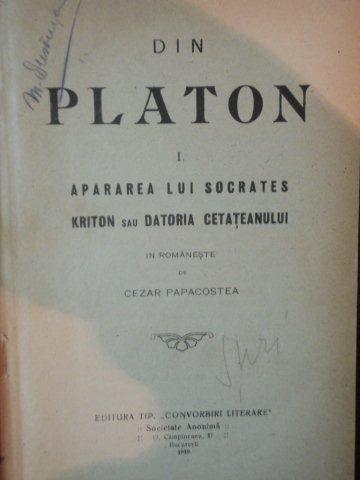 DIN
PLATON
I.
APARAREA LUI SOCRATES
KRITON SAU DATORIA CETAȚEANULUI
IN ROMÂNEȘTE
DE
CEZAR PAPACOSTEA
EDITURA TIP. „CONVORBIRI LITERARE”
:: Societate Anonimă ::
București